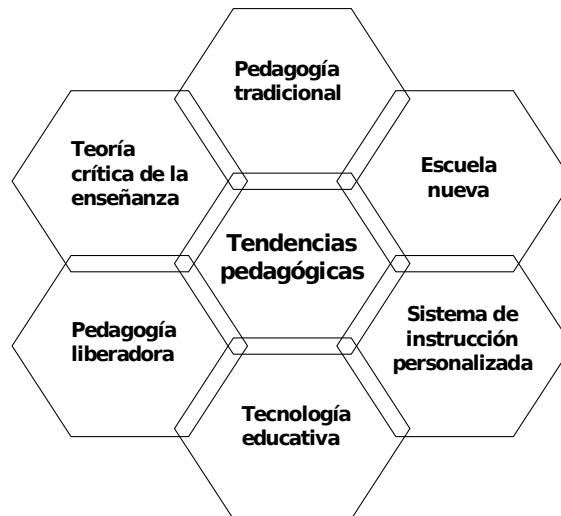 Pedagogía
tradicional
Teoría
crítica de la
enseñanza
Escuela
nueva
Tendencias
pedagógicas
Pedagogía
liberadora
Sistema de
instrucción
personalizada
Tecnología
educativa